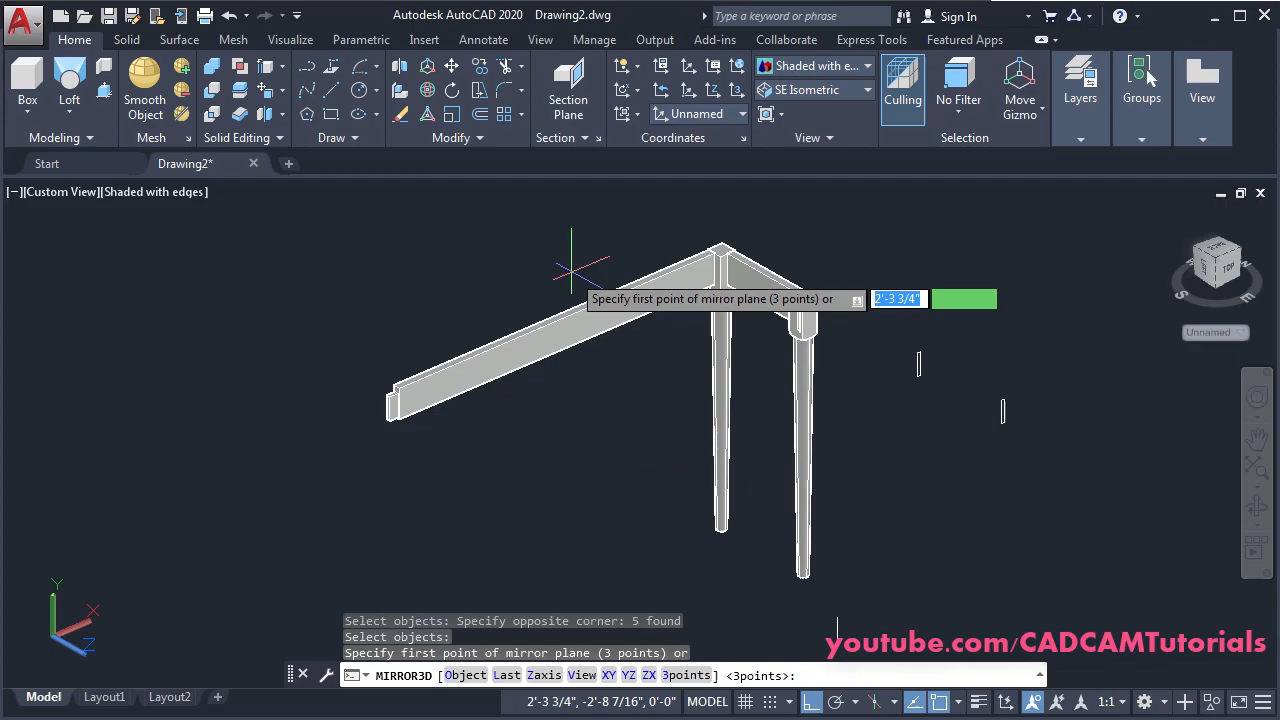 Autodesk AutoCAD 2020 Drawing2.dwg
Type a keyword or phrase
Sign In
Home Solid Surface Mesh Visualize Parametric Insert Annotate View Manage Output Add-ins Collaborate Express Tools Featured Apps
Box
Loft
Smooth Object
Section Plane
Unnamed
Shaded with e...
SE Isometric
Culling
No Filter
Move Gizmo
Layers
Groups
View
Modeling Mesh Solid Editing Draw Modify Section Coordinates View Selection
Start Drawing2*
[−][Custom View][Shaded with edges]
TOP
S
E
Unnamed
Specify first point of mirror plane (3 points) or 2'-3 3/4"
Y
X
Z
Select objects: Specify opposite corner: 5 found
Select objects:
Specify first point of mirror plane (3 points) or
MIRROR3D [Object Last Zaxis View XY YZ ZX 3points] <3points>:
youtube.com/CADCAMTutorials
Model Layout1 Layout2
2'-3 3/4", -2'-8 7/16", 0'-0" MODEL
1:1